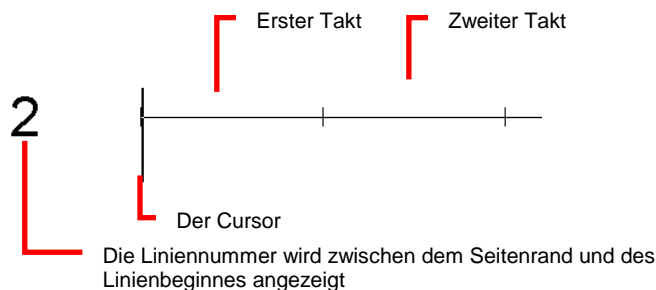 Erster Takt
Zweiter Takt
2
Der Cursor
Die Liniennummer wird zwischen dem Seitenrand und des
Linienbeginnes angezeigt